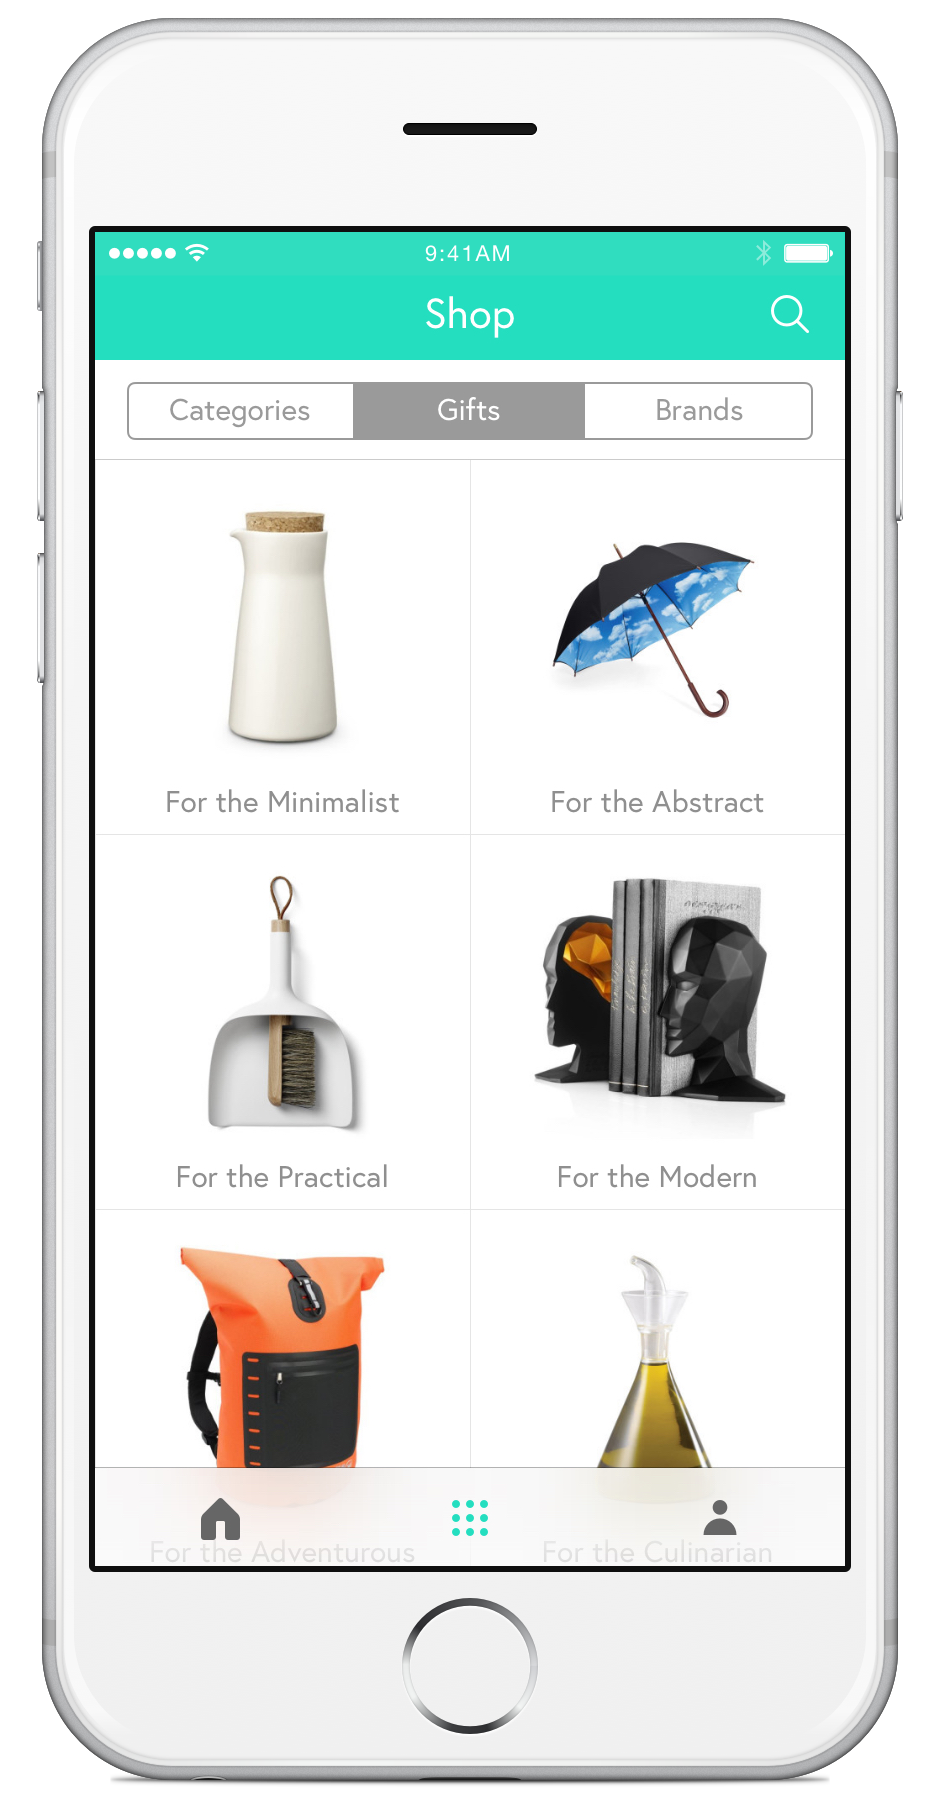 9:41AM
Shop
Categories Gifts Brands
For the Minimalist For the Abstract
For the Practical For the Modern
For the Adventurous For the Culinarian